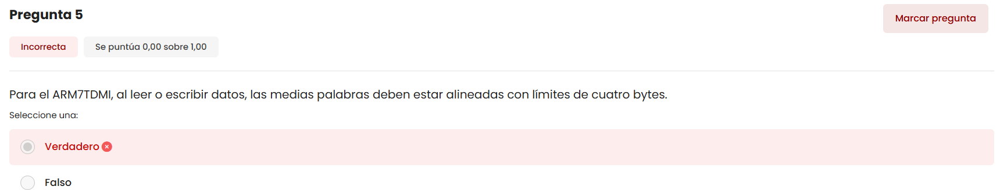 Pregunta 5
Marcar pregunta
Incorrecta
Se puntúa 0,00 sobre 1,00
Para el ARM7TDMI, al leer o escribir datos, las medias palabras deben estar alineadas con límites de cuatro bytes.
Seleccione una:
Verdadero
Falso